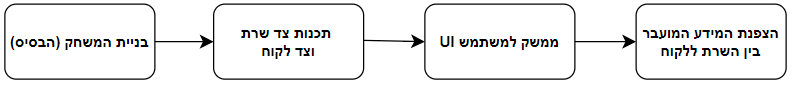 בניית המשחק (הבסיס)
תכנות צד שרת
וצד לקוח
ממשק למשתמש UI
הצפנת המידע המועבר
בין השרת ללקוח